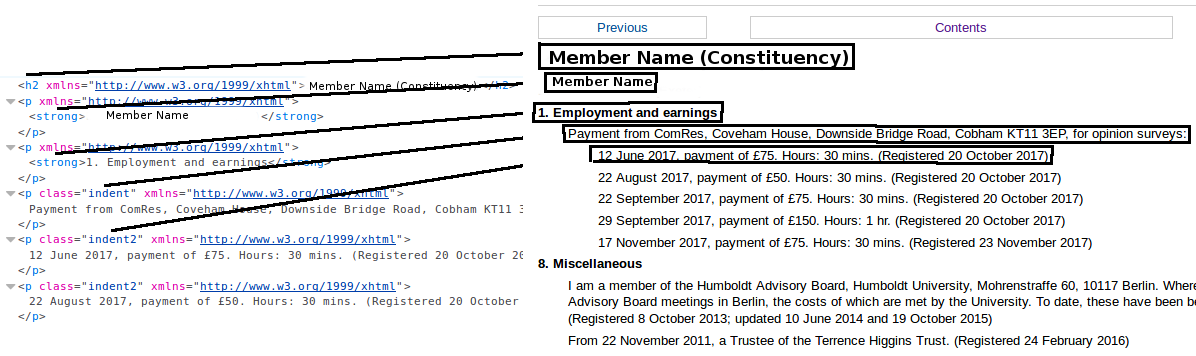 <h2 xmlns="http://www.w3.org/1999/xhtml"> Member Name (Constituency) </h2>
<p xmlns="http://www.w3.org/1999/xhtml">
<strong> Member Name </strong>
</p>
<p xmlns="http://www.w3.org/1999/xhtml">
<strong>1. Employment and earnings</strong>
</p>
<p class="indent" xmlns="http://www.w3.org/1999/xhtml">
Payment from ComRes, Coveham House, Downside Bridge Road, Cobham KT11 3
</p>
<p class="indent2" xmlns="http://www.w3.org/1999/xhtml">
12 June 2017, payment of £75. Hours: 30 mins. (Registered 20 October 20
</p>
<p class="indent2" xmlns="http://www.w3.org/1999/xhtml">
22 August 2017, payment of £50. Hours: 30 mins. (Registered 20 October
</p>
Previous
Contents
Member Name (Constituency)
Member Name
1. Employment and earnings
Payment from ComRes, Coveham House, Downside Bridge Road, Cobham KT11 3EP, for opinion surveys:
12 June 2017, payment of £75. Hours: 30 mins. (Registered 20 October 2017)
22 August 2017, payment of £50. Hours: 30 mins. (Registered 20 October 2017)
22 September 2017, payment of £75. Hours: 30 mins. (Registered 20 October 2017)
29 September 2017, payment of £150. Hours: 1 hr. (Registered 20 October 2017)
17 November 2017, payment of £75. Hours: 30 mins. (Registered 23 November 2017)
8. Miscellaneous
I am a member of the Humboldt Advisory Board, Humboldt University, Mohrenstraffe 60, 10117 Berlin. Where
Advisory Board meetings in Berlin, the costs of which are met by the University. To date, these have been
(Registered 8 October 2013; updated 10 June 2014 and 19 October 2015)
From 22 November 2011, a Trustee of the Terrence Higgins Trust. (Registered 24 February 2016)